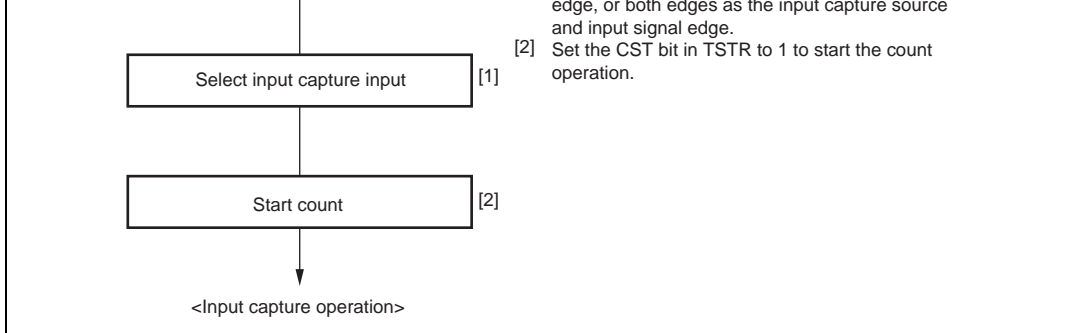 edge, or both edges as the input capture source
and input signal edge.
[2] Set the CST bit in TSTR to 1 to start the count
operation.
Select input capture input [1]
Start count [2]
<Input capture operation>